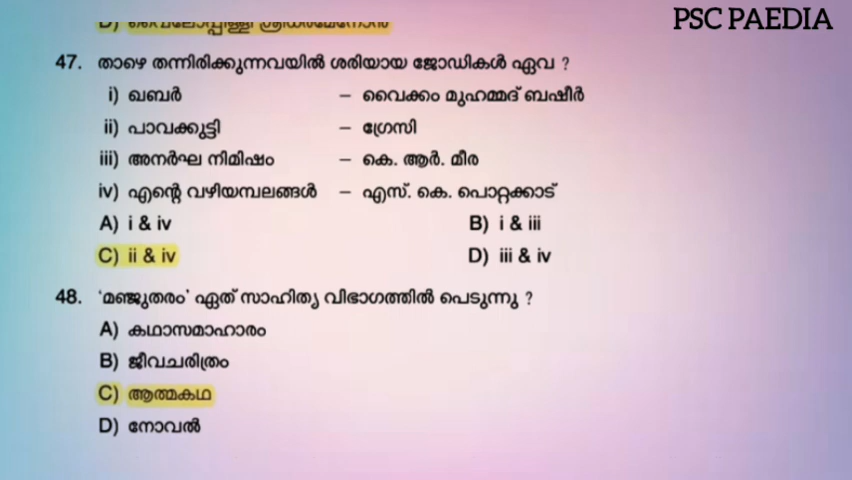 PSC PAEDIA
D) വൈലോപ്പിള്ളി ശ്രീധരമേനോൻ
47. താഴെ തന്നിരിക്കുന്നവയിൽ ശരിയായ ജോഡികൾ ഏവ ?
i) ഖബർ – വൈക്കം മുഹമ്മദ് ബഷീർ
ii) പാവക്കുട്ടി – ഗ്രേസി
iii) അനർഘ നിമിഷം – കെ. ആർ. മീര
iv) എന്റെ വഴിയമ്പലങ്ങൾ – എസ്. കെ. പൊറ്റക്കാട്
A) i & iv B) i & iii
C) ii & iv D) iii & iv
48. ‘മഞ്ജുതരം’ ഏത് സാഹിത്യ വിഭാഗത്തിൽ പെടുന്നു ?
A) കഥാസമാഹാരം
B) ജീവചരിത്രം
C) ആത്മകഥ
D) നോവൽ